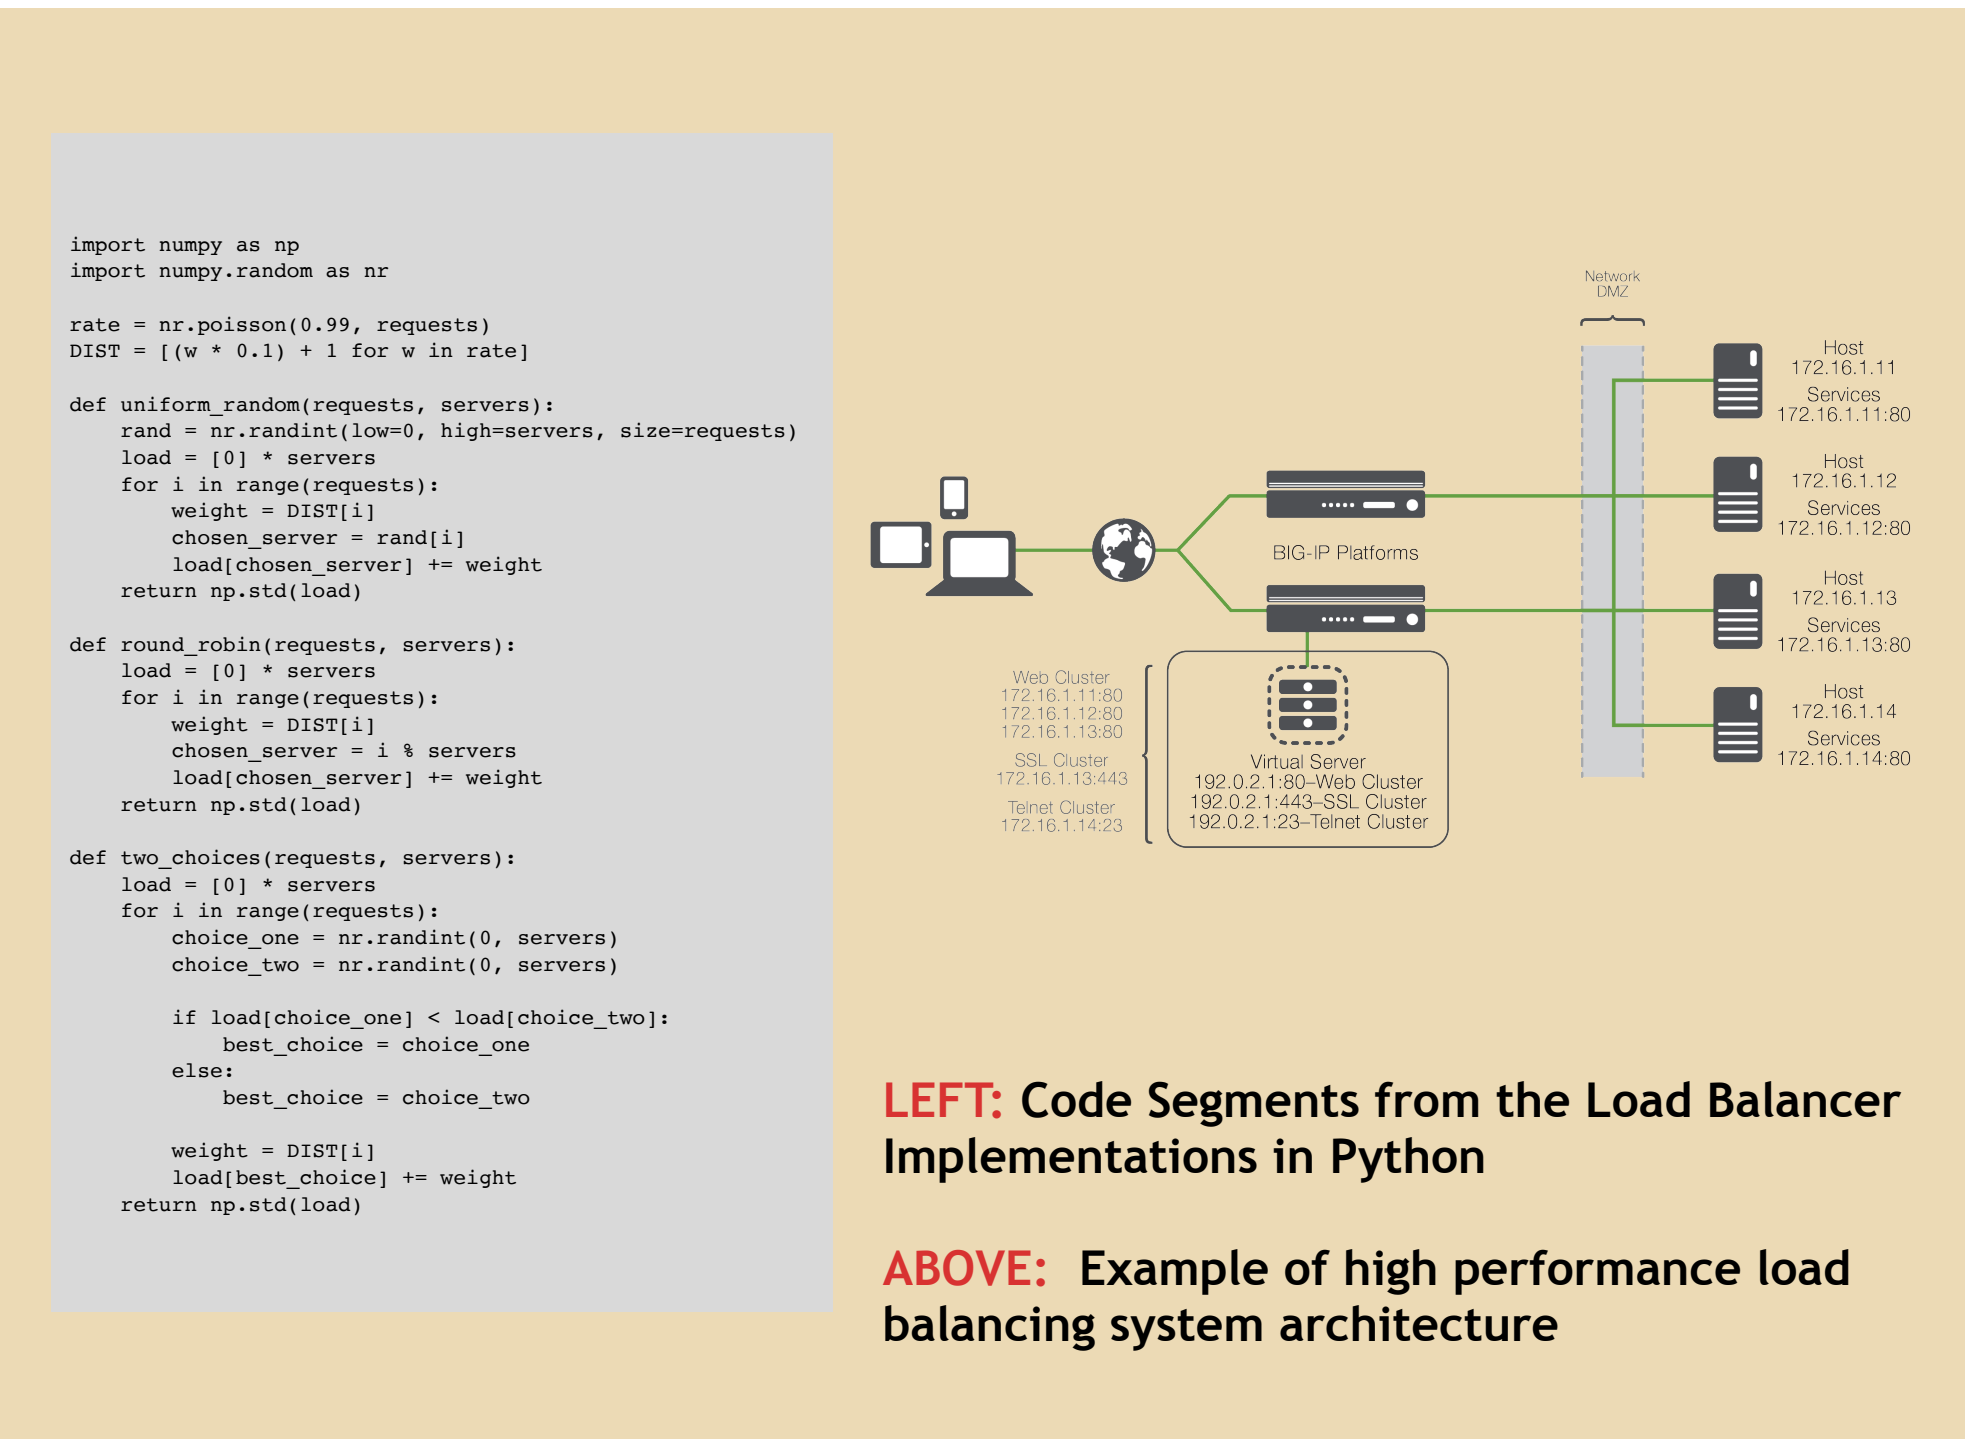 import numpy as np
import numpy.random as nr

rate = nr.poisson(0.99, requests)
DIST = [(w * 0.1) + 1 for w in rate]

def uniform_random(requests, servers):
    rand = nr.randint(low=0, high=servers, size=requests)
    load = [0] * servers
    for i in range(requests):
        weight = DIST[i]
        chosen_server = rand[i]
        load[chosen_server] += weight
    return np.std(load)

def round_robin(requests, servers):
    load = [0] * servers
    for i in range(requests):
        weight = DIST[i]
        chosen_server = i % servers
        load[chosen_server] += weight
    return np.std(load)

def two_choices(requests, servers):
    load = [0] * servers
    for i in range(requests):
        choice_one = nr.randint(0, servers)
        choice_two = nr.randint(0, servers)

        if load[choice_one] < load[choice_two]:
            best_choice = choice_one
        else:
            best_choice = choice_two

        weight = DIST[i]
        load[best_choice] += weight
    return np.std(load)

Network
DMZ
Host
172.16.1.11
Services
172.16.1.11:80
Host
172.16.1.12
Services
172.16.1.12:80
BIG-IP Platforms
Host
172.16.1.13
Services
172.16.1.13:80
Host
172.16.1.14
Services
172.16.1.14:80
Web Cluster
172.16.1.11:80
172.16.1.12:80
172.16.1.13:80
SSL Cluster
172.16.1.13:443
Telnet Cluster
172.16.1.14:23
Virtual Server
192.0.2.1:80–Web Cluster
192.0.2.1:443–SSL Cluster
192.0.2.1:23–Telnet Cluster
LEFT: Code Segments from the Load Balancer
Implementations in Python
ABOVE: Example of high performance load
balancing system architecture